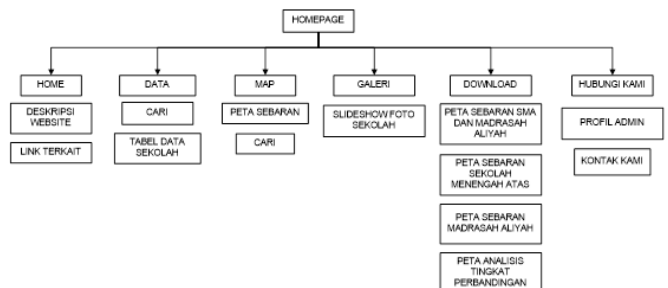 HOMEPAGE
HOME
DATA
MAP
GALERI
DOWNLOAD
HUBUNGI KAMI
DESKRIPSI
WEBSITE
LINK TERKAIT
CARI
TABEL DATA
SEKOLAH
PETA SEBARAN
CARI
SLIDESHOW FOTO
SEKOLAH
PETA SEBARAN SMA
DAN MADRASAH
ALIYAH
PETA SEBARAN
SEKOLAH
MENENGAH ATAS
PETA SEBARAN
MADRASAH ALIYAH
PETA ANALISIS
TINGKAT
PERBANDINGAN
PROFIL ADMIN
KONTAK KAMI